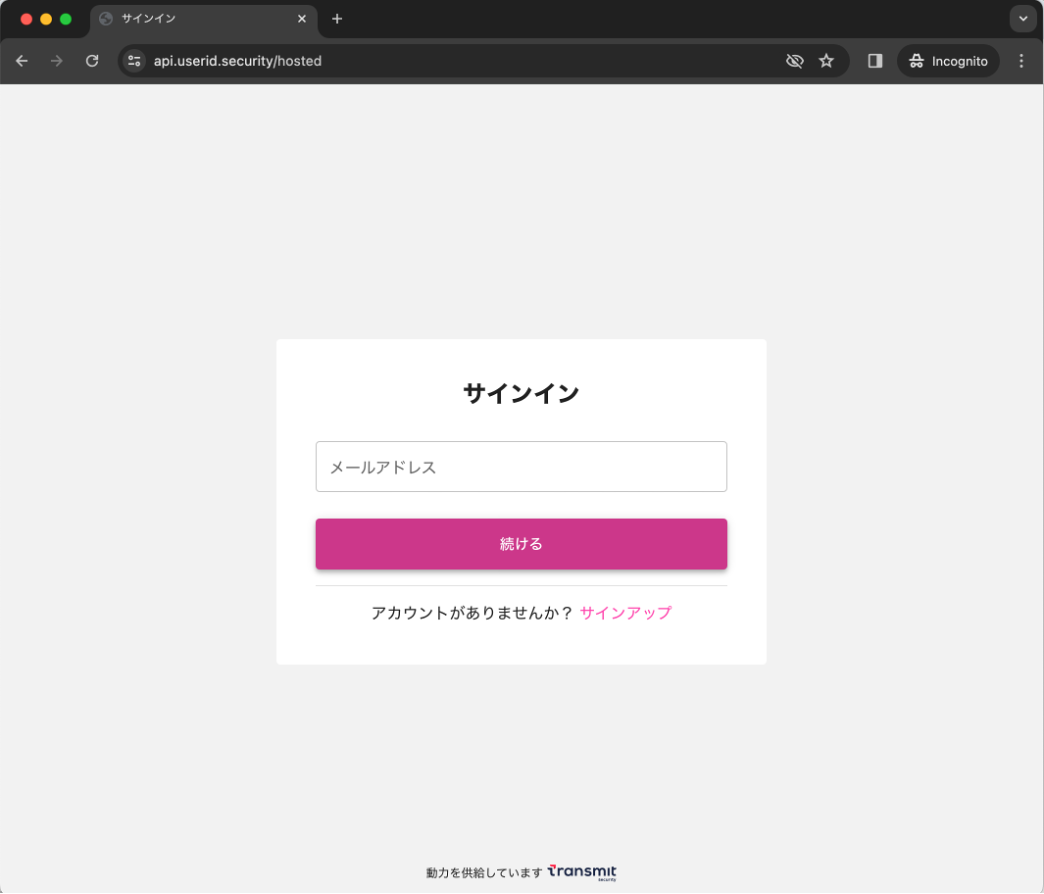 サインイン
api.userid.security/hosted
Incognito
サインイン
メールアドレス
続ける
アカウントがありませんか？ サインアップ
動力を供給しています Transmit
security